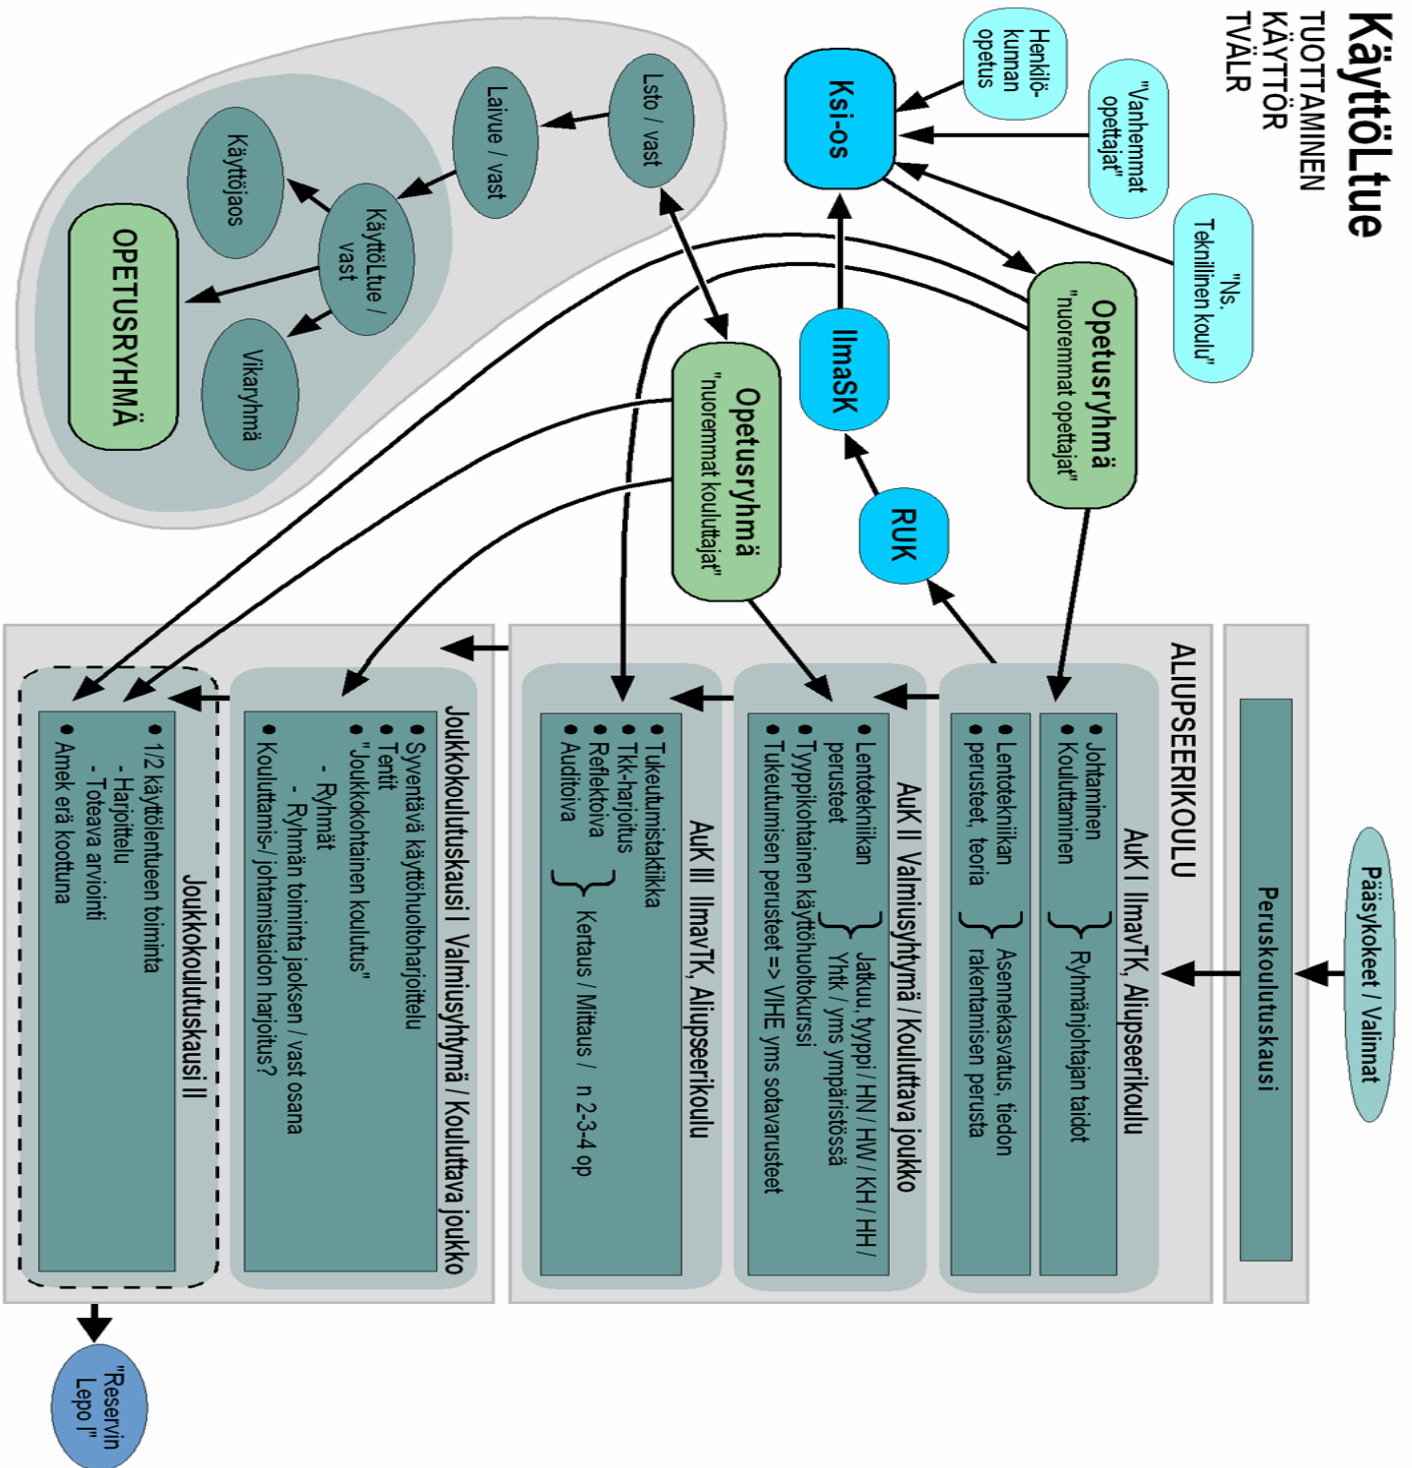 KäyttöLtue
TUOTTAMINEN
KÄYTTÖR
TVÄLR
Henkilö-
kunnan
opetus
"Vanhemmat
opettajat"
"Ns.
Teknillinen koulu"
Ksi-os
Opetusryhmä
"nuoremmat opettajat"
IlmaSK
RUK
Opetusryhmä
"nuoremmat kouluttajat"
Lsto / vast
Laivue / vast
KäyttöLtue /
vast
Käyttöjaos
Vikaryhmä
OPETUSRYHMÄ
Pääsykokeet / Valinnat
Peruskoulutuskausi
ALIUPSEERIKOULU
AuK I IlmavTK, Aliupseerikoulu
● Johtaminen
● Kouluttaminen
Ryhmänjohtajan taidot
● Lentotekniikan
● perusteet, teoria
Asennekasvatus, tiedon
rakentamisen perusta
AuK II Valmiusyhtymä / Kouluttava joukko
● Lentotekniikan
perusteet
Jatkuu, tyyppi / HN / HW / KH / HH /
Yhtk / yms ympäristössä
● Tyyppikohtainen käyttöhuoltokurssi
● Tukeutumisen perusteet => VIHE yms sotavarusteet
AuK III IlmavTK, Aliupseerikoulu
● Tukeutumistaktiikka
● Tkk-harjoitus
● Reflektoiva
● Auditoiva
Kertaus / Mittaus / n 2-3-4 op
Joukkokoulutuskausi I Valmiusyhtymä / Kouluttava joukko
● Syventävä käyttöhuoltoharjoittelu
● Tentit
● "Joukkokohtainen koulutus"
- Ryhmät
- Ryhmän toiminta jaoksen / vast osana
● Kouluttamis-/ johtamistaidon harjoitus?
Joukkokoulutuskausi II
● 1/2 käyttölentueen toiminta
- Harjoittelu
- Toteava arviointi
● Amek erä koottuna
"Reservin
Lepo I"